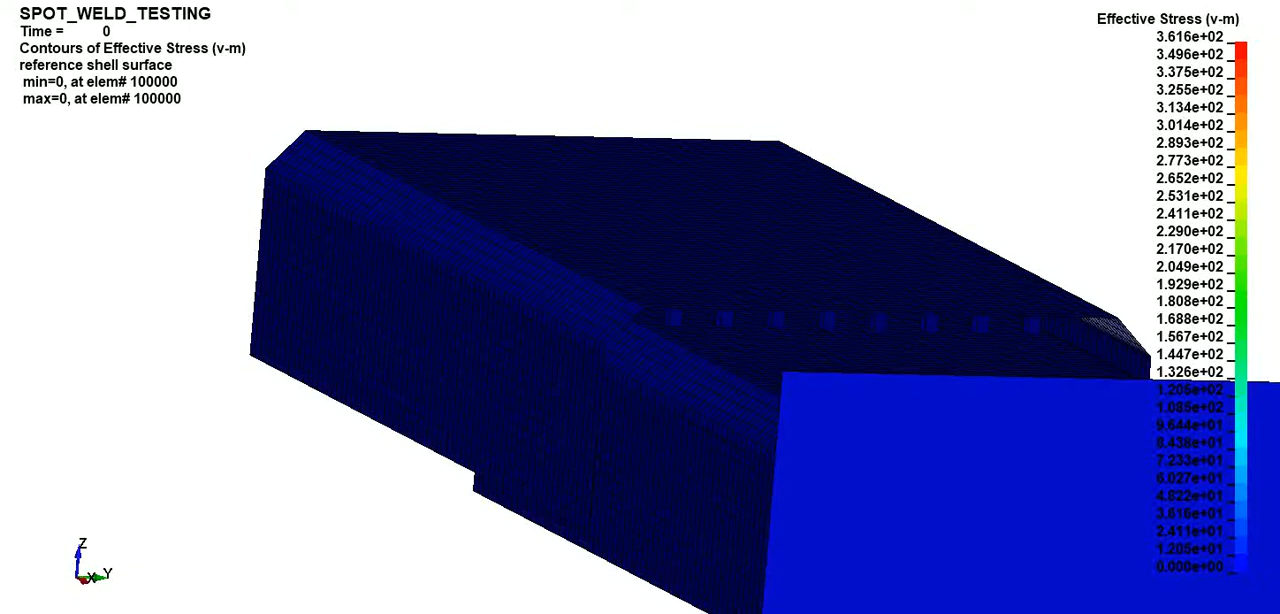 SPOT_WELD_TESTING
Time =          0
Contours of Effective Stress (v-m)
reference shell surface
min=0, at elem# 100000
max=0, at elem# 100000
Effective Stress (v-m)
3.616e+02
3.496e+02
3.375e+02
3.255e+02
3.134e+02
3.014e+02
2.893e+02
2.773e+02
2.652e+02
2.531e+02
2.411e+02
2.290e+02
2.170e+02
2.049e+02
1.929e+02
1.808e+02
1.688e+02
1.567e+02
1.447e+02
1.326e+02
1.205e+02
1.085e+02
9.644e+01
8.438e+01
7.233e+01
6.027e+01
4.822e+01
3.616e+01
2.411e+01
1.205e+01
0.000e+00
Z
X Y